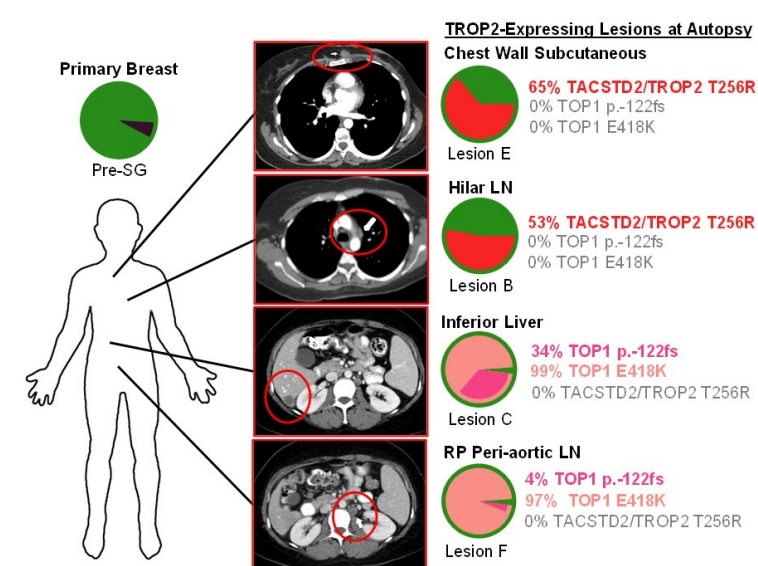 TROP2-Expressing Lesions at Autopsy
Primary Breast
Pre-SG
Chest Wall Subcutaneous
65% TACSTD2/TROP2 T256R
0% TOP1 p.-122fs
0% TOP1 E418K
Lesion E
Hilar LN
53% TACSTD2/TROP2 T256R
0% TOP1 p.-122fs
0% TOP1 E418K
Lesion B
Inferior Liver
34% TOP1 p.-122fs
99% TOP1 E418K
0% TACSTD2/TROP2 T256R
Lesion C
RP Peri-aortic LN
4% TOP1 p.-122fs
97% TOP1 E418K
0% TACSTD2/TROP2 T256R
Lesion F